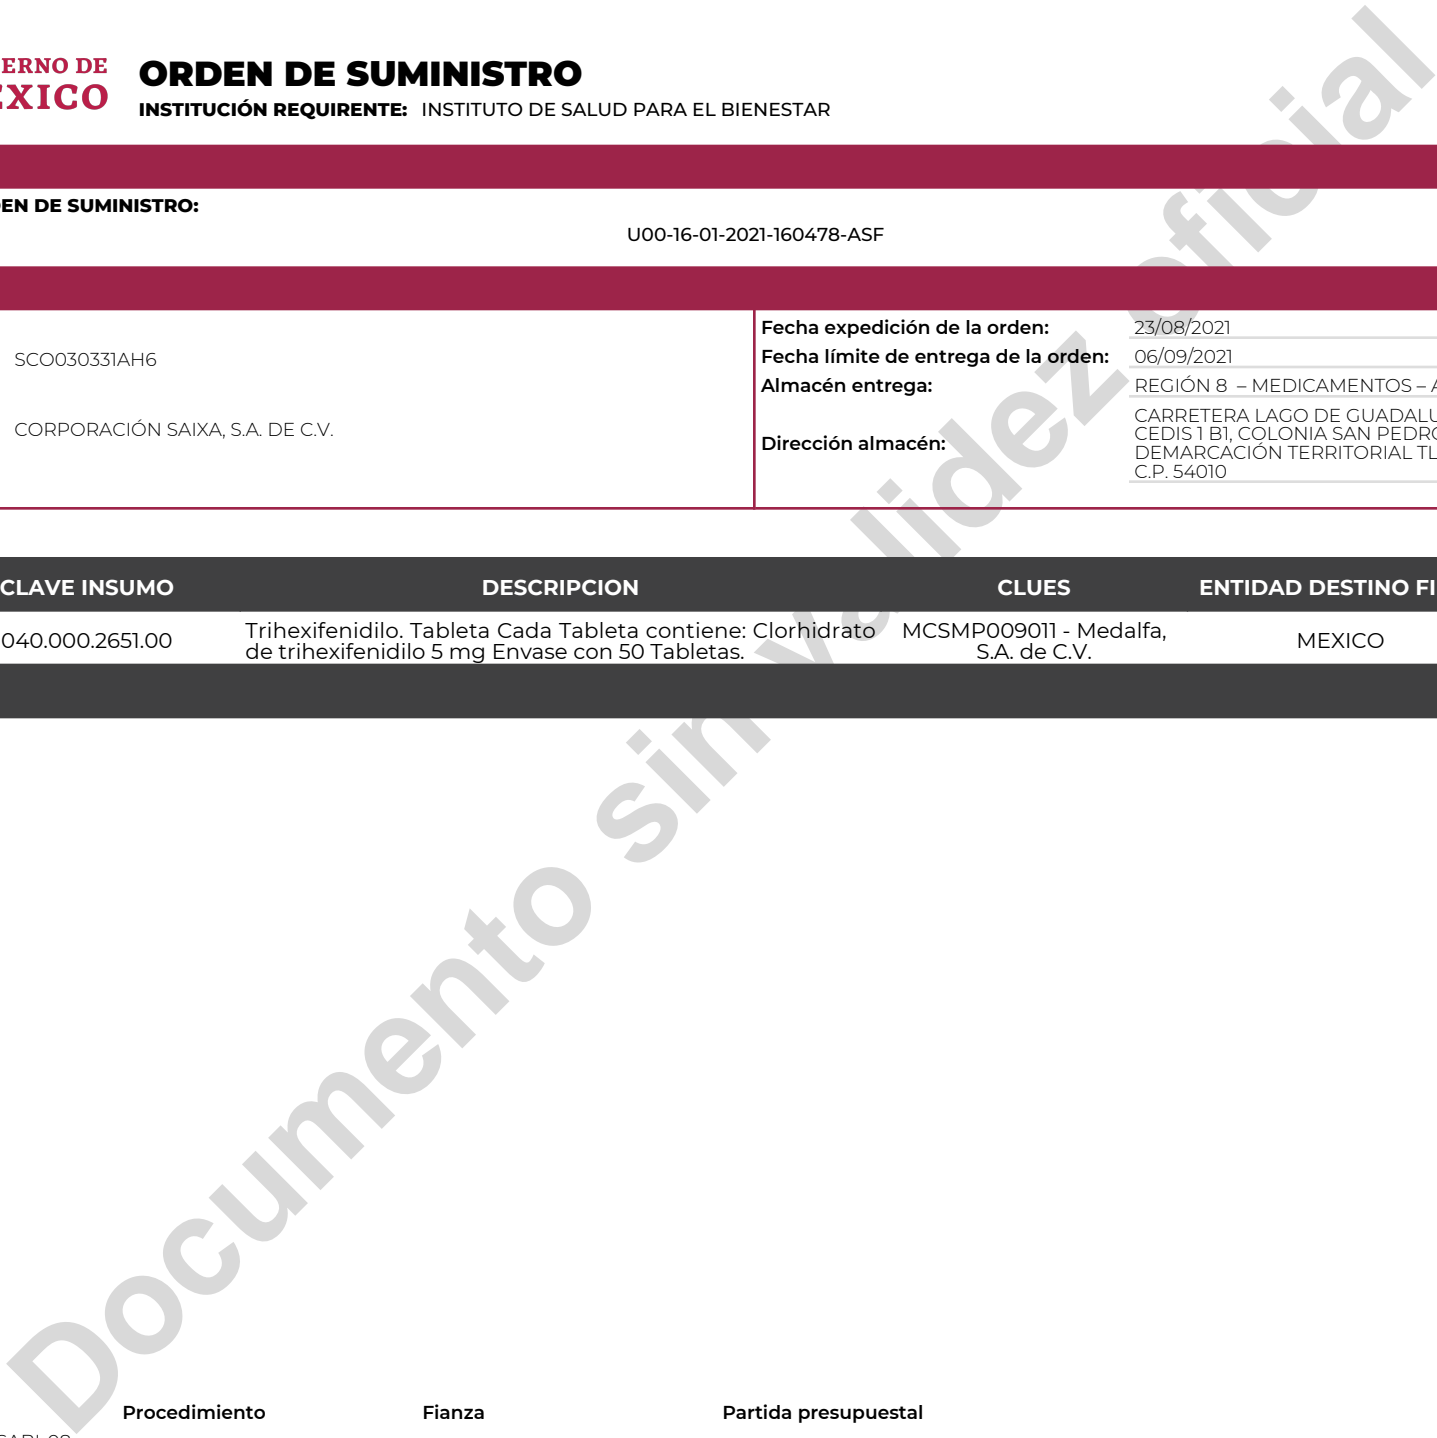 ERNO DE
EXICO
ORDEN DE SUMINISTRO
INSTITUCIÓN REQUIRENTE: INSTITUTO DE SALUD PARA EL BIENESTAR
EN DE SUMINISTRO:
U00-16-01-2021-160478-ASF
SCO030331AH6
CORPORACIÓN SAIXA, S.A. DE C.V.
Fecha expedición de la orden: 23/08/2021
Fecha límite de entrega de la orden: 06/09/2021
Almacén entrega: REGIÓN 8 – MEDICAMENTOS – A
Dirección almacén:
CARRETERA LAGO DE GUADALU
CEDIS 1 B1, COLONIA SAN PEDRO
DEMARCACIÓN TERRITORIAL TL
C.P. 54010
CLAVE INSUMO DESCRIPCION CLUES ENTIDAD DESTINO FI
040.000.2651.00
Trihexifenidilo. Tableta Cada Tableta contiene: Clorhidrato
de trihexifenidilo 5 mg Envase con 50 Tabletas.
MCSMP009011 - Medalfa,
S.A. de C.V.
MEXICO
Documento sin validez oficial
Procedimiento Fianza Partida presupuestal